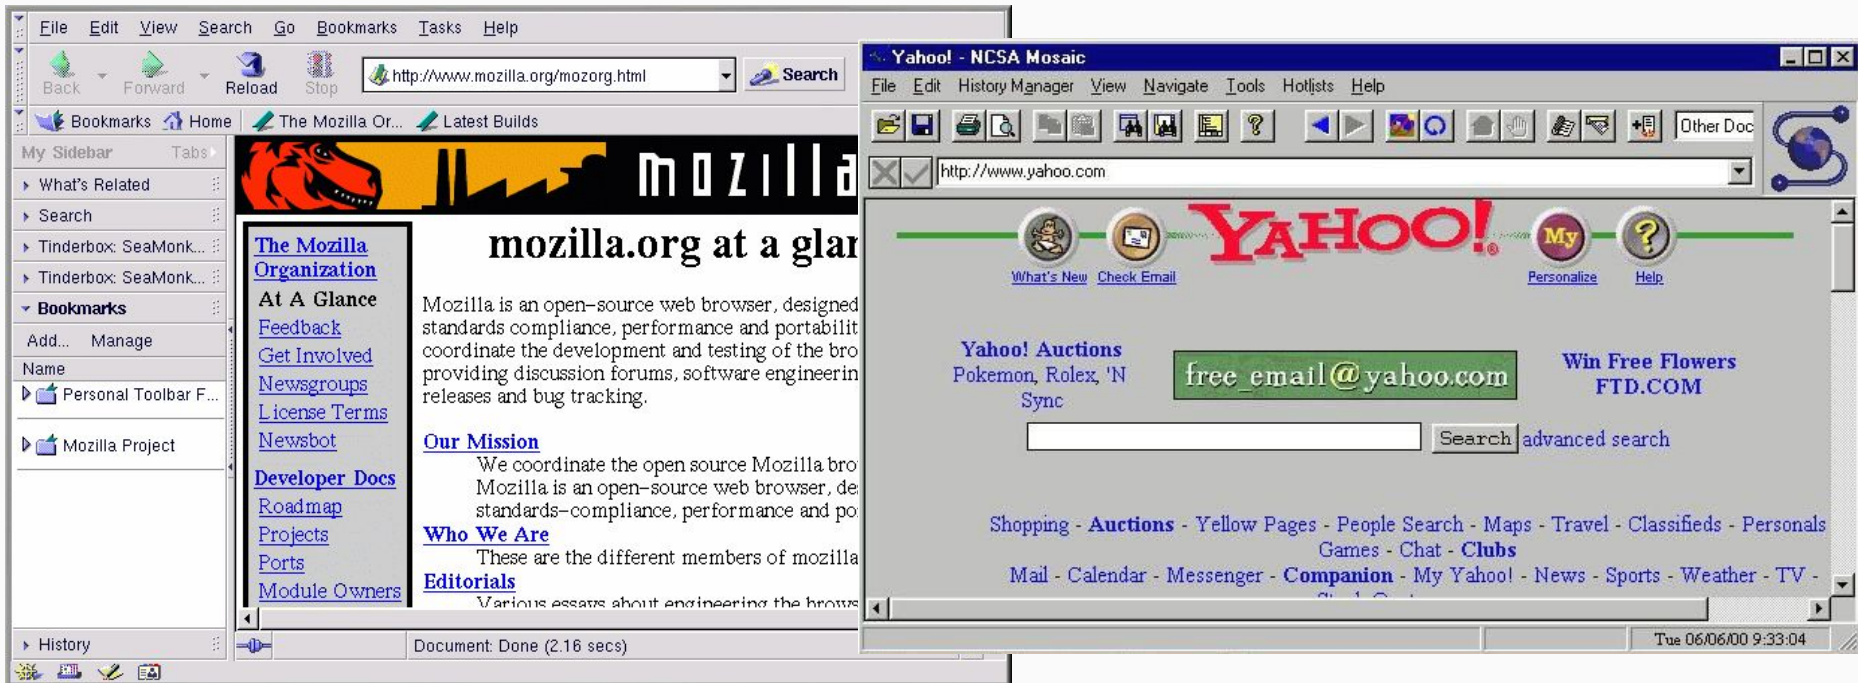 File Edit View Search Go Bookmarks Tasks Help
Back Forward Reload Stop http://www.mozilla.org/mozorg.html Search
Bookmarks Home The Mozilla Or... Latest Builds
My Sidebar Tabs
What's Related
Search
Tinderbox: SeaMonk...
Tinderbox: SeaMonk...
Bookmarks
Add... Manage
Name
Personal Toolbar F...
Mozilla Project
History
mozilla
The Mozilla
Organization
At A Glance
Feedback
Get Involved
Newsgroups
License Terms
Newsbot
Developer Docs
Roadmap
Projects
Ports
Module Owners
mozilla.org at a glan
Mozilla is an open-source web browser, designed
standards compliance, performance and portabilit
coordinate the development and testing of the bro
providing discussion forums, software engineerin
releases and bug tracking.
Our Mission
We coordinate the open source Mozilla bro
Mozilla is an open-source web browser, de
standards-compliance, performance and po
Who We Are
These are the different members of mozilla
Editorials
Various essays about engineering the brows
Document: Done (2.16 secs)
Yahoo! - NCSA Mosaic
File Edit History Manager View Navigate Tools Hotlists Help
Other Doc
http://www.yahoo.com
YAHOO!
My
What's New Check Email Personalize Help
Yahoo! Auctions
Pokemon, Rolex, 'N
Sync
free_email@yahoo.com
Win Free Flowers
FTD.COM
Search advanced search
Shopping - Auctions - Yellow Pages - People Search - Maps - Travel - Classifieds - Personals
Games - Chat - Clubs
Mail - Calendar - Messenger - Companion - My Yahoo! - News - Sports - Weather - TV -
Tue 06/06/00 9:33:04